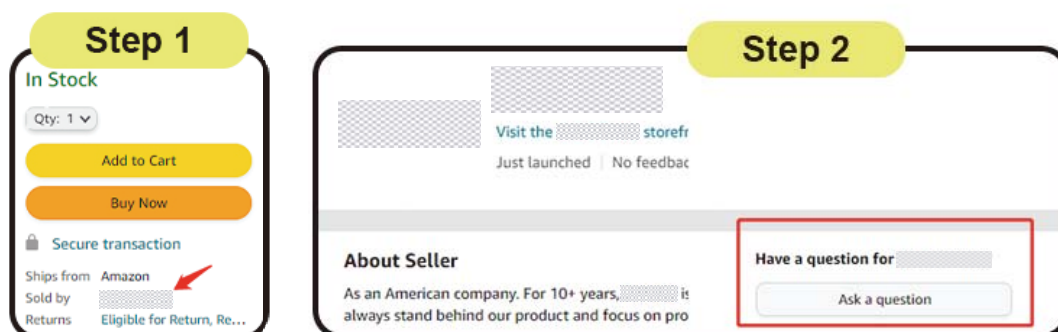 Step 1
In Stock
Qty: 1
Add to Cart
Buy Now
Secure transaction
Ships from Amazon
Sold by
Returns Eligible for Return, Re...
Step 2
Visit the storefr
Just launched | No feedbac
About Seller
As an American company. For 10+ years, is
always stand behind our product and focus on pro
Have a question for
Ask a question